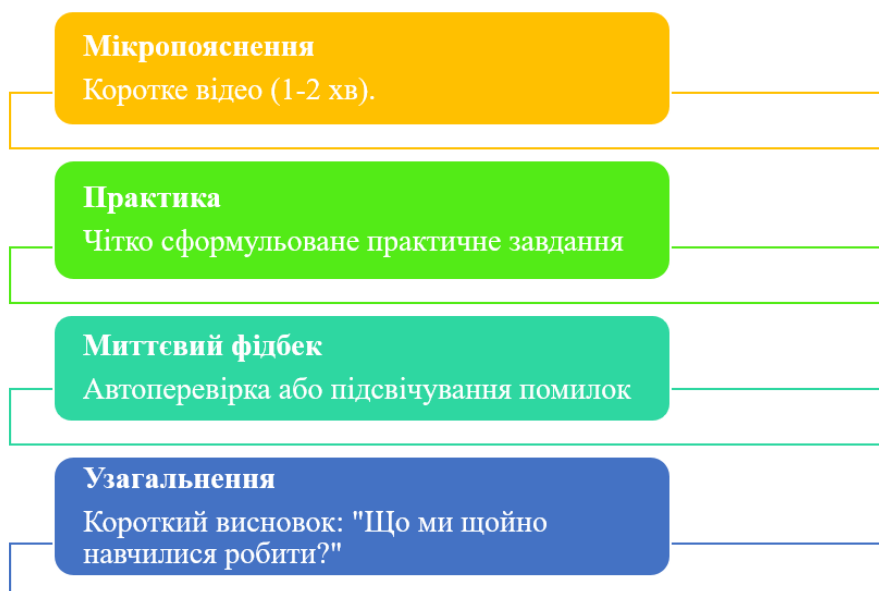 Мікропояснення
Коротке відео (1-2 хв).
Практика
Чітко сформульоване практичне завдання
Миттєвий фідбек
Автоперевірка або підсвічування помилок
Узагальнення
Короткий висновок: "Що ми щойно
навчилися робити?"